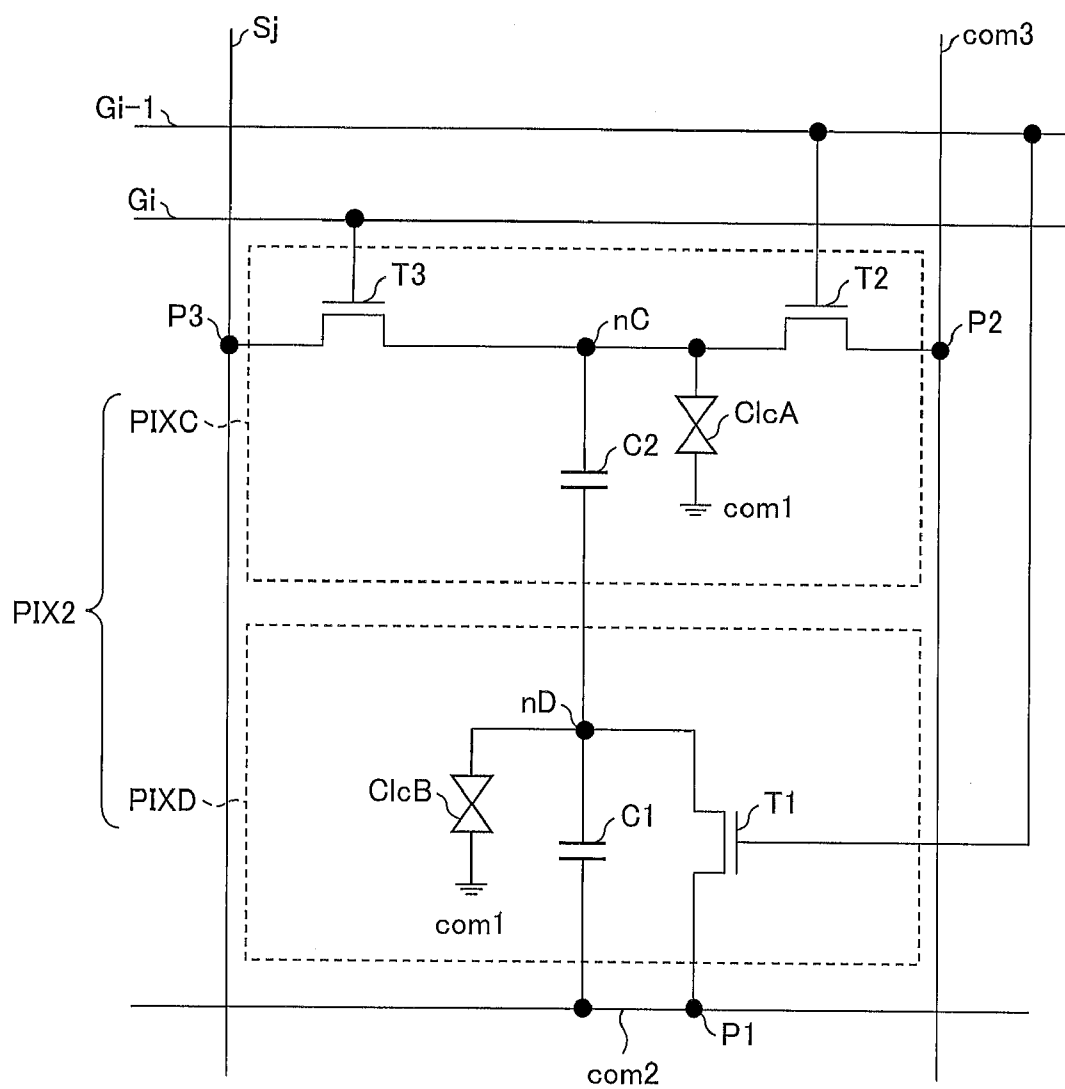 Sj
com3
Gi-1
Gi
T3
T2
P3
nC
P2
PIXC
ClcA
C2
com1
PIX2
nD
PIXD
ClcB
C1
T1
com1
P1
com2